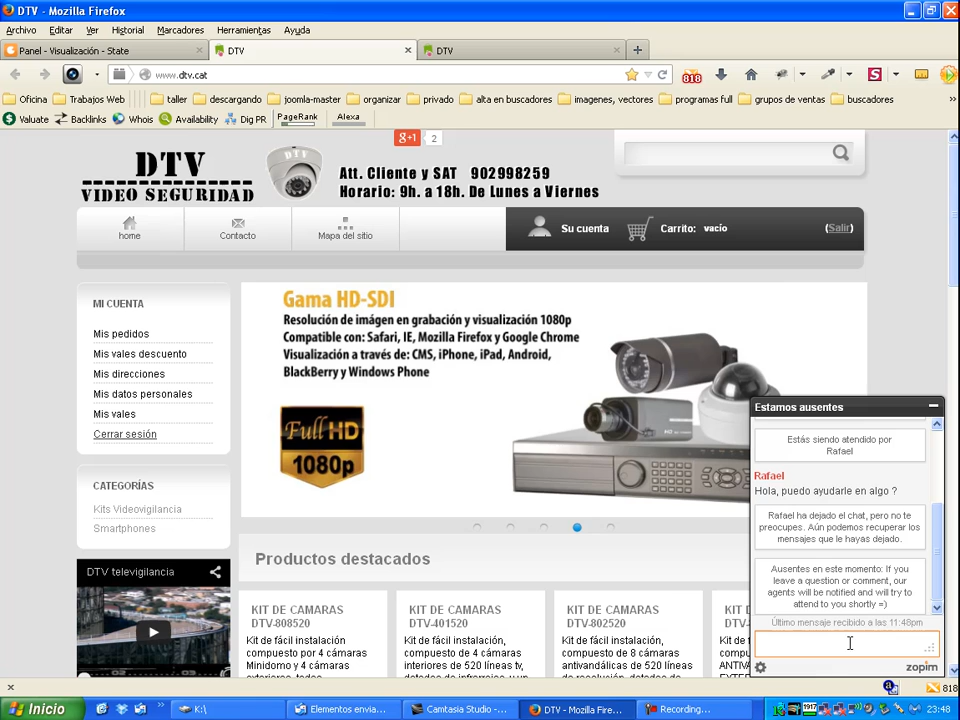 DTV - Mozilla Firefox
Archivo Editar Ver Historial Marcadores Herramientas Ayuda
Panel - Visualización - State
DTV
DTV
www.dtv.cat
818
S
Oficina Trabajos Web taller descargando joomla-master organizar privado alta en buscadores imagenes, vectores programas full grupos de ventas buscadores
Valuate Backlinks Whois Availability Dig PR PageRank Alexa
g+1 2
DTV
VIDEO SEGURIDAD
DTV
Att. Cliente y SAT 902998259
Horario: 9h. a 18h. De Lunes a Viernes
home
Contacto
Mapa del sitio
Su cuenta
Carrito: vacío
(Salir)
MI CUENTA
Mis pedidos
Mis vales descuento
Mis direcciones
Mis datos personales
Mis vales
Cerrar sesión
CATEGORÍAS
Kits Videovigilancia
Smartphones
DTV televigilancia
Gama HD-SDI
Resolución de imágen en grabación y visualización 1080p
Compatible con: Safari, IE, Mozilla Firefox y Google Chrome
Visualización a través de: CMS, iPhone, iPad, Android,
BlackBerry y Windows Phone
Full HD
1080p
Productos destacados
KIT DE CAMARAS
DTV-808520
Kit de fácil instalación,
compuesto por 4 cámaras
Minidomo y 4 cámaras
KIT DE CAMARAS
DTV-401520
Kit de fácil instalación,
compuesto de 4 cámaras
interiores de 520 líneas tv,
KIT DE CAMARAS
DTV-802520
Kit de fácil instalación,
compuesto de 8 cámaras
antivandálicas de 520 líneas
Estamos ausentes
Estás siendo atendido por
Rafael
Rafael
Hola, puedo ayudarle en algo ?
Rafael ha dejado el chat, pero no te
preocupes. Aún podemos recuperar los
mensajes que le hayas dejado.
Ausentes en este momento: If you
leave a question or comment, our
agents will be notified and will try to
attend to you shortly =)
Último mensaje recibido a las 11:48pm
zopim
818
Inicio
K:\
Elementos envia...
Camtasia Studio -...
DTV - Mozilla Fire...
Recording...
1917
23:48